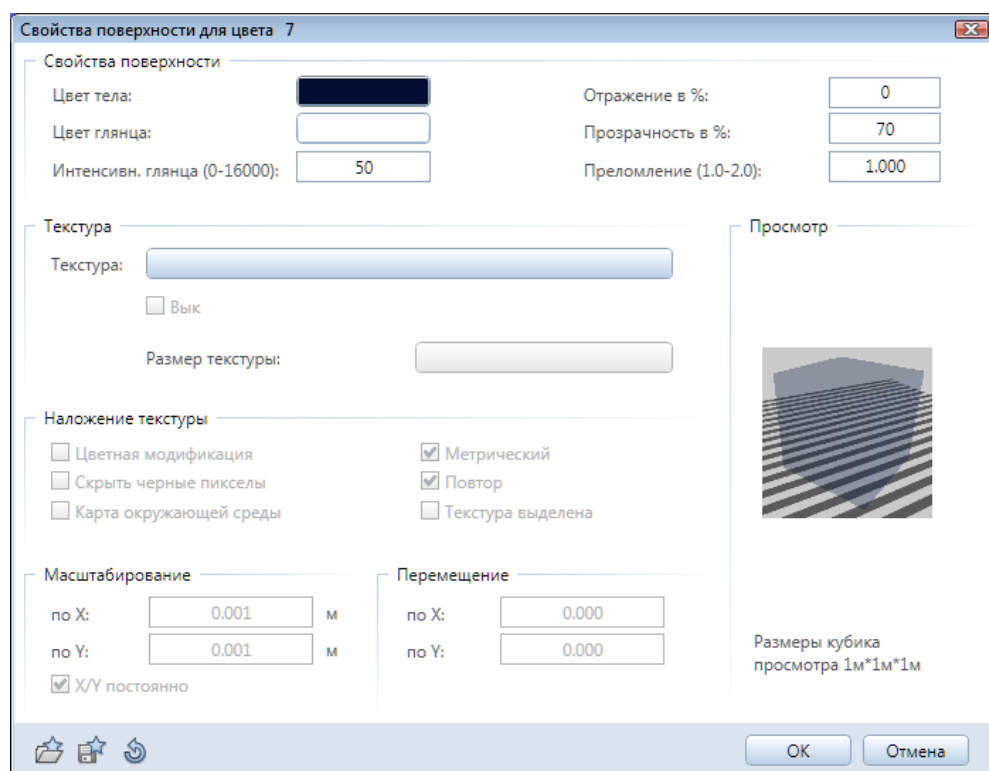 Свойства поверхности для цвета 7
Свойства поверхности
Цвет тела:
Отражение в %: 0
Цвет глянца:
Прозрачность в %: 70
Интенсивн. глянца (0-16000): 50
Преломление (1.0-2.0): 1.000
Текстура
Текстура:
Вык
Размер текстуры:
Просмотр
Наложение текстуры
Цветная модификация
Метрический
Скрыть черные пикселы
Повтор
Карта окружающей среды
Текстура выделена
Масштабирование
по X: 0.001 м
по Y: 0.001 м
X/Y постоянно
Перемещение
по X: 0.000
по Y: 0.000
Размеры кубика
просмотра 1м*1м*1м
OK
Отмена